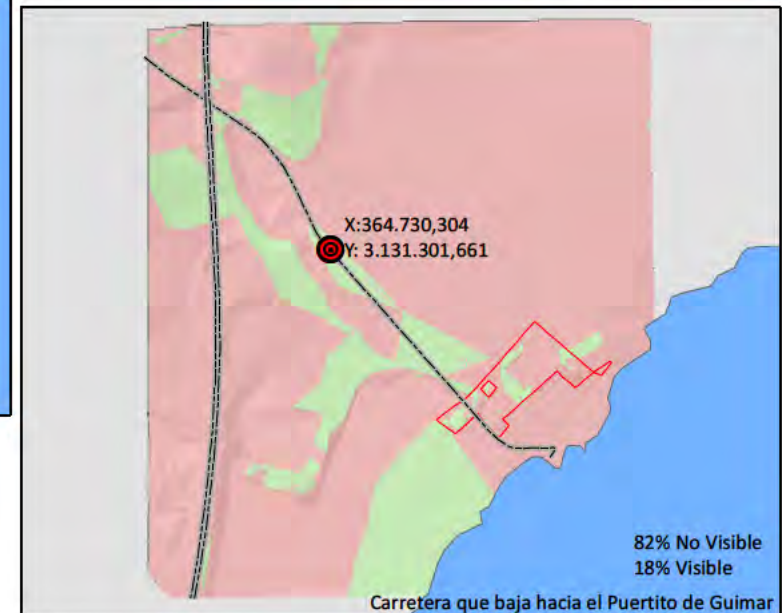 X:364.730,304
Y: 3.131.301,661
82% No Visible
18% Visible
Carretera que baja hacia el Puertito de Guimar